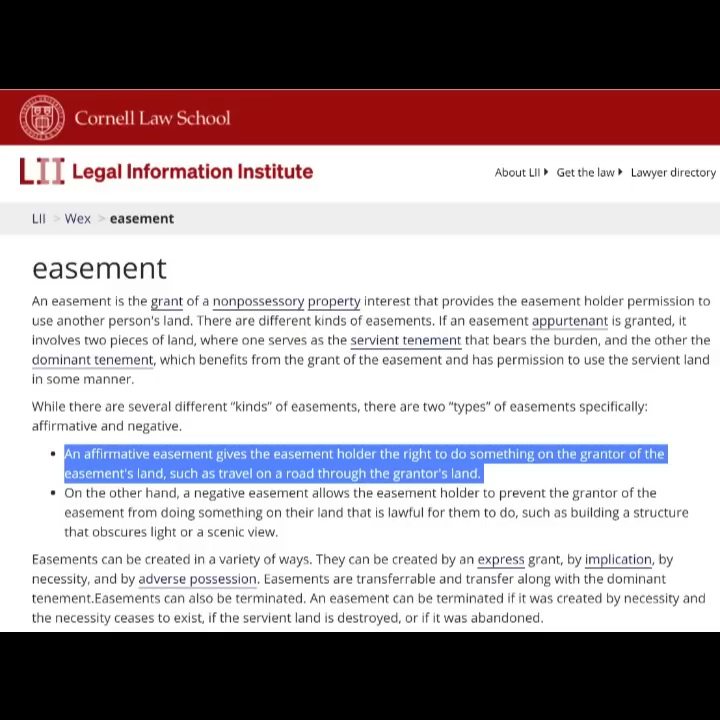 Cornell Law School
LII Legal Information Institute
About LII Get the law Lawyer directory
LII > Wex > easement
easement
An easement is the grant of a nonpossessory property interest that provides the easement holder permission to
use another person's land. There are different kinds of easements. If an easement appurtenant is granted, it
involves two pieces of land, where one serves as the servient tenement that bears the burden, and the other the
dominant tenement, which benefits from the grant of the easement and has permission to use the servient land
in some manner.
While there are several different "kinds" of easements, there are two "types" of easements specifically:
affirmative and negative.
• An affirmative easement gives the easement holder the right to do something on the grantor of the
easement's land, such as travel on a road through the grantor's land.
• On the other hand, a negative easement allows the easement holder to prevent the grantor of the
easement from doing something on their land that is lawful for them to do, such as building a structure
that obscures light or a scenic view.
Easements can be created in a variety of ways. They can be created by an express grant, by implication, by
necessity, and by adverse possession. Easements are transferrable and transfer along with the dominant
tenement.Easements can also be terminated. An easement can be terminated if it was created by necessity and
the necessity ceases to exist, if the servient land is destroyed, or if it was abandoned.